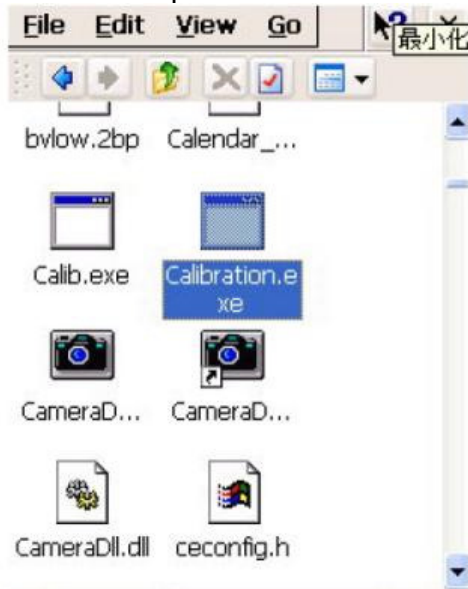 File Edit View Go
最小化
bvlow.2bp Calendar_...
Calib.exe Calibration.e
xe
CameraD... CameraD...
CameraDll.dll ceconfig.h